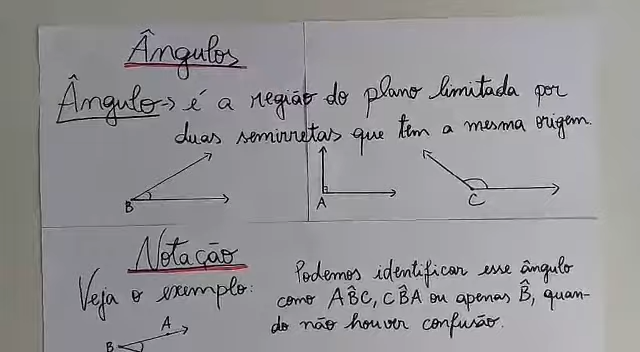 Ângulos
Ângulo → é a região do plano limitada por
duas semirretas que tem a mesma origem.
B
A
C
Notação
Veja o exemplo:
A
B
Podemos identificar esse ângulo
como AB̂C, CB̂A ou apenas B̂, quan-
do não houver confusão.